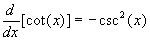 d/dx [cot(x)] = −csc²(x)